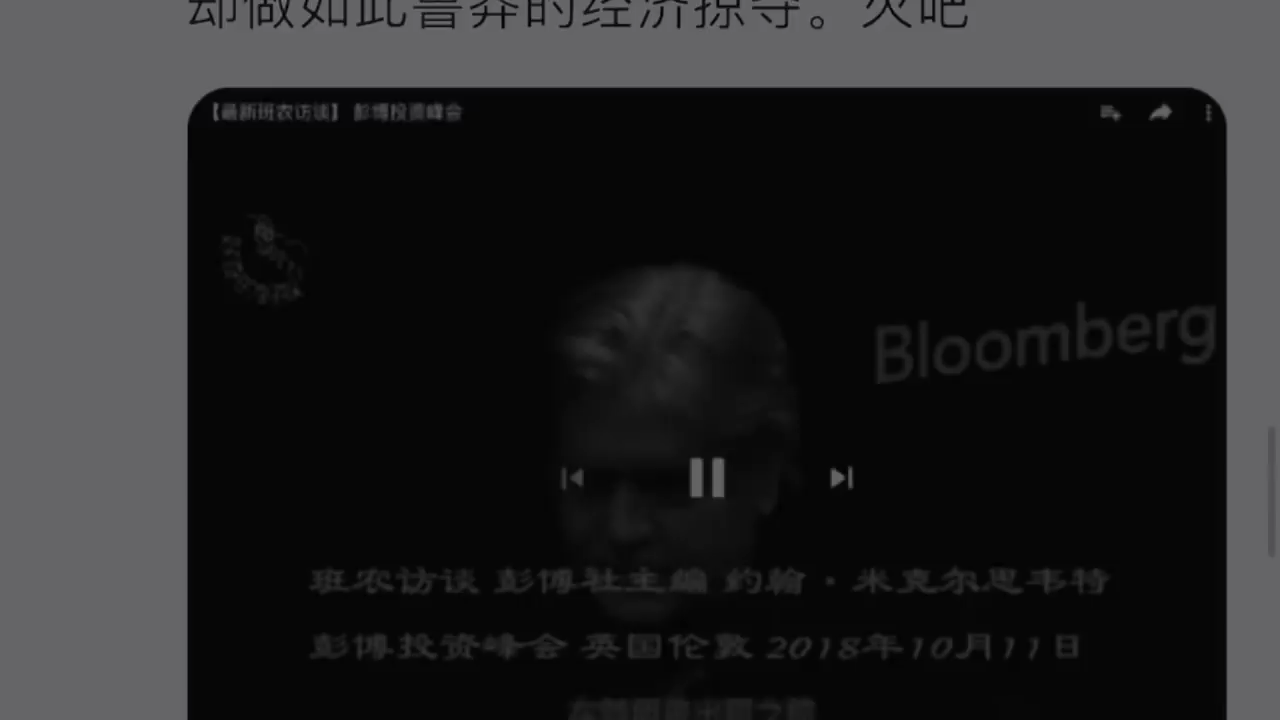 却做如此鲁莽的经济掠夺。火吧
【最新班农访谈】 彭博投资峰会
Bloomberg
班农访谈 彭博社主编 约翰·米克尔思韦特
彭博投资峰会 英国伦敦 2018年10月11日